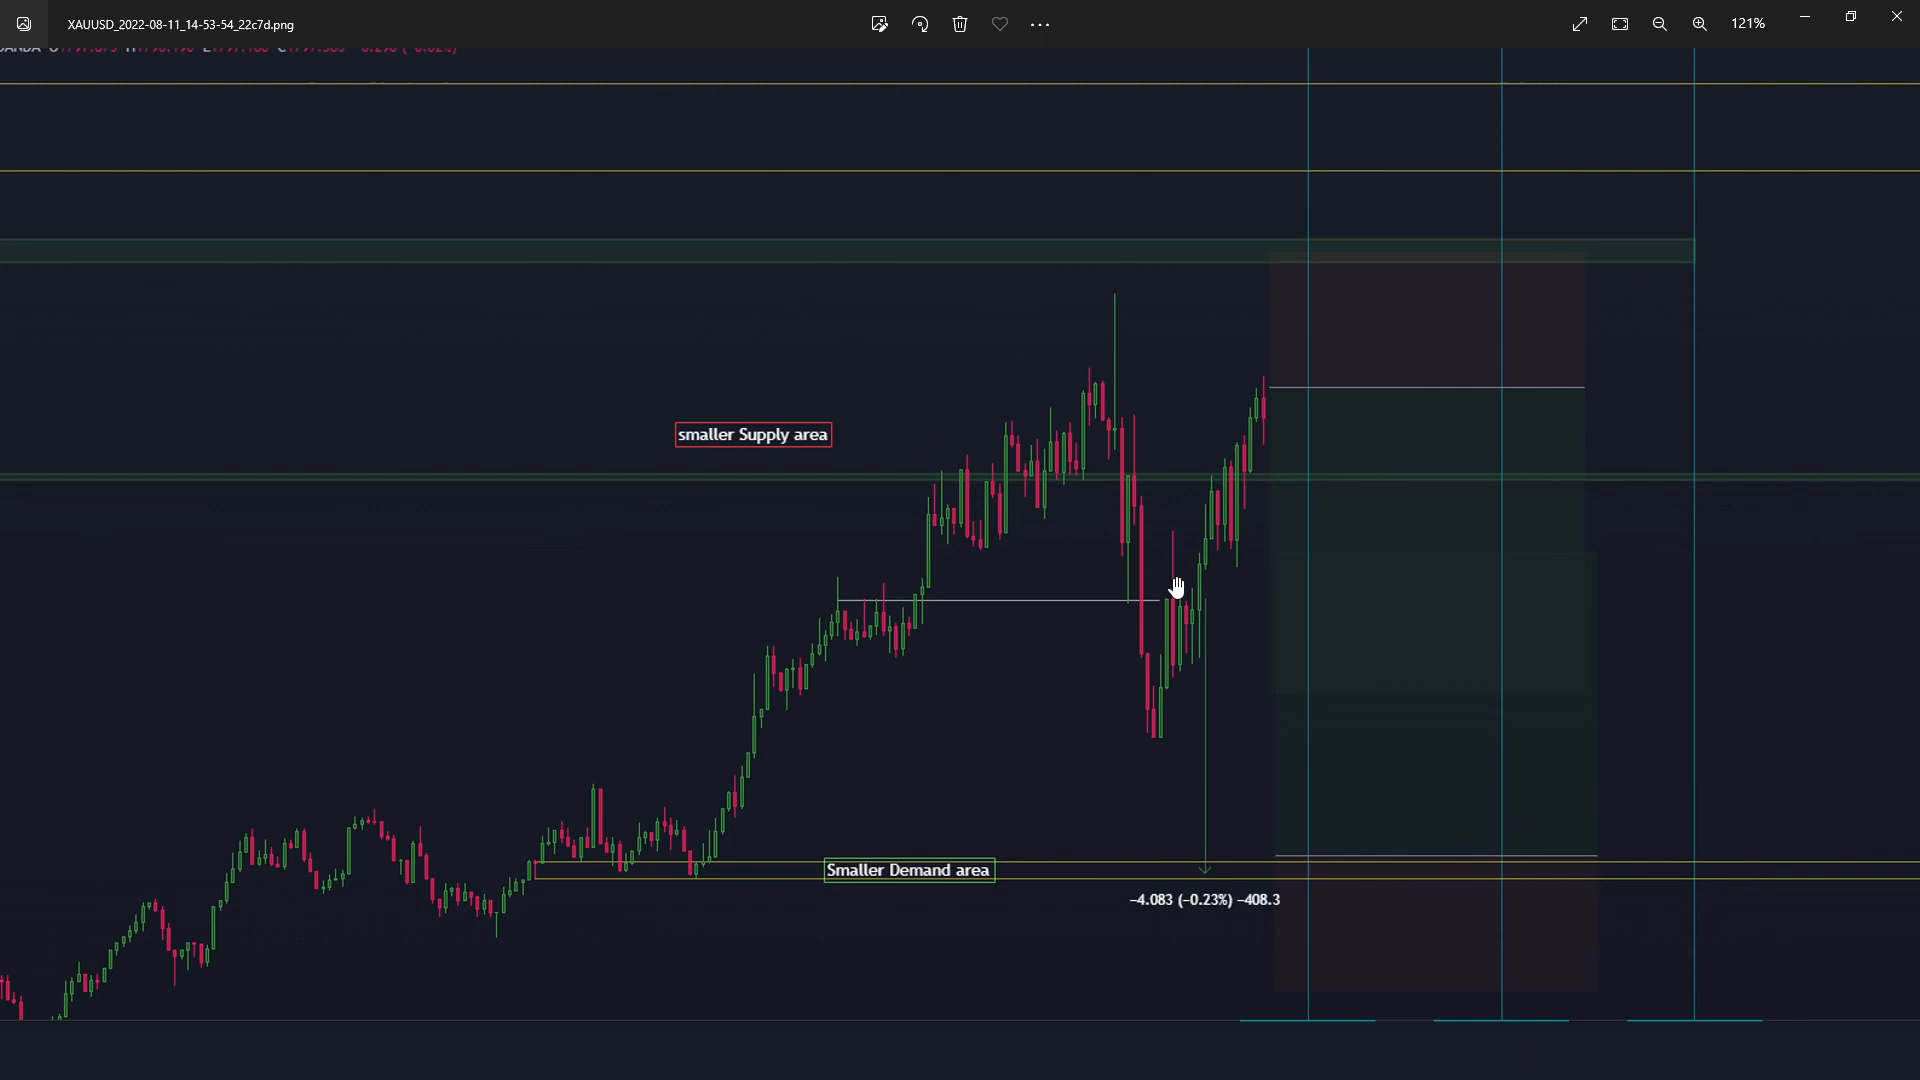 XAUUSD_2022-08-11_14-53-54_22c7d.png
121%
smaller Supply area
Smaller Demand area
−4.083 (−0.23%) −408.3